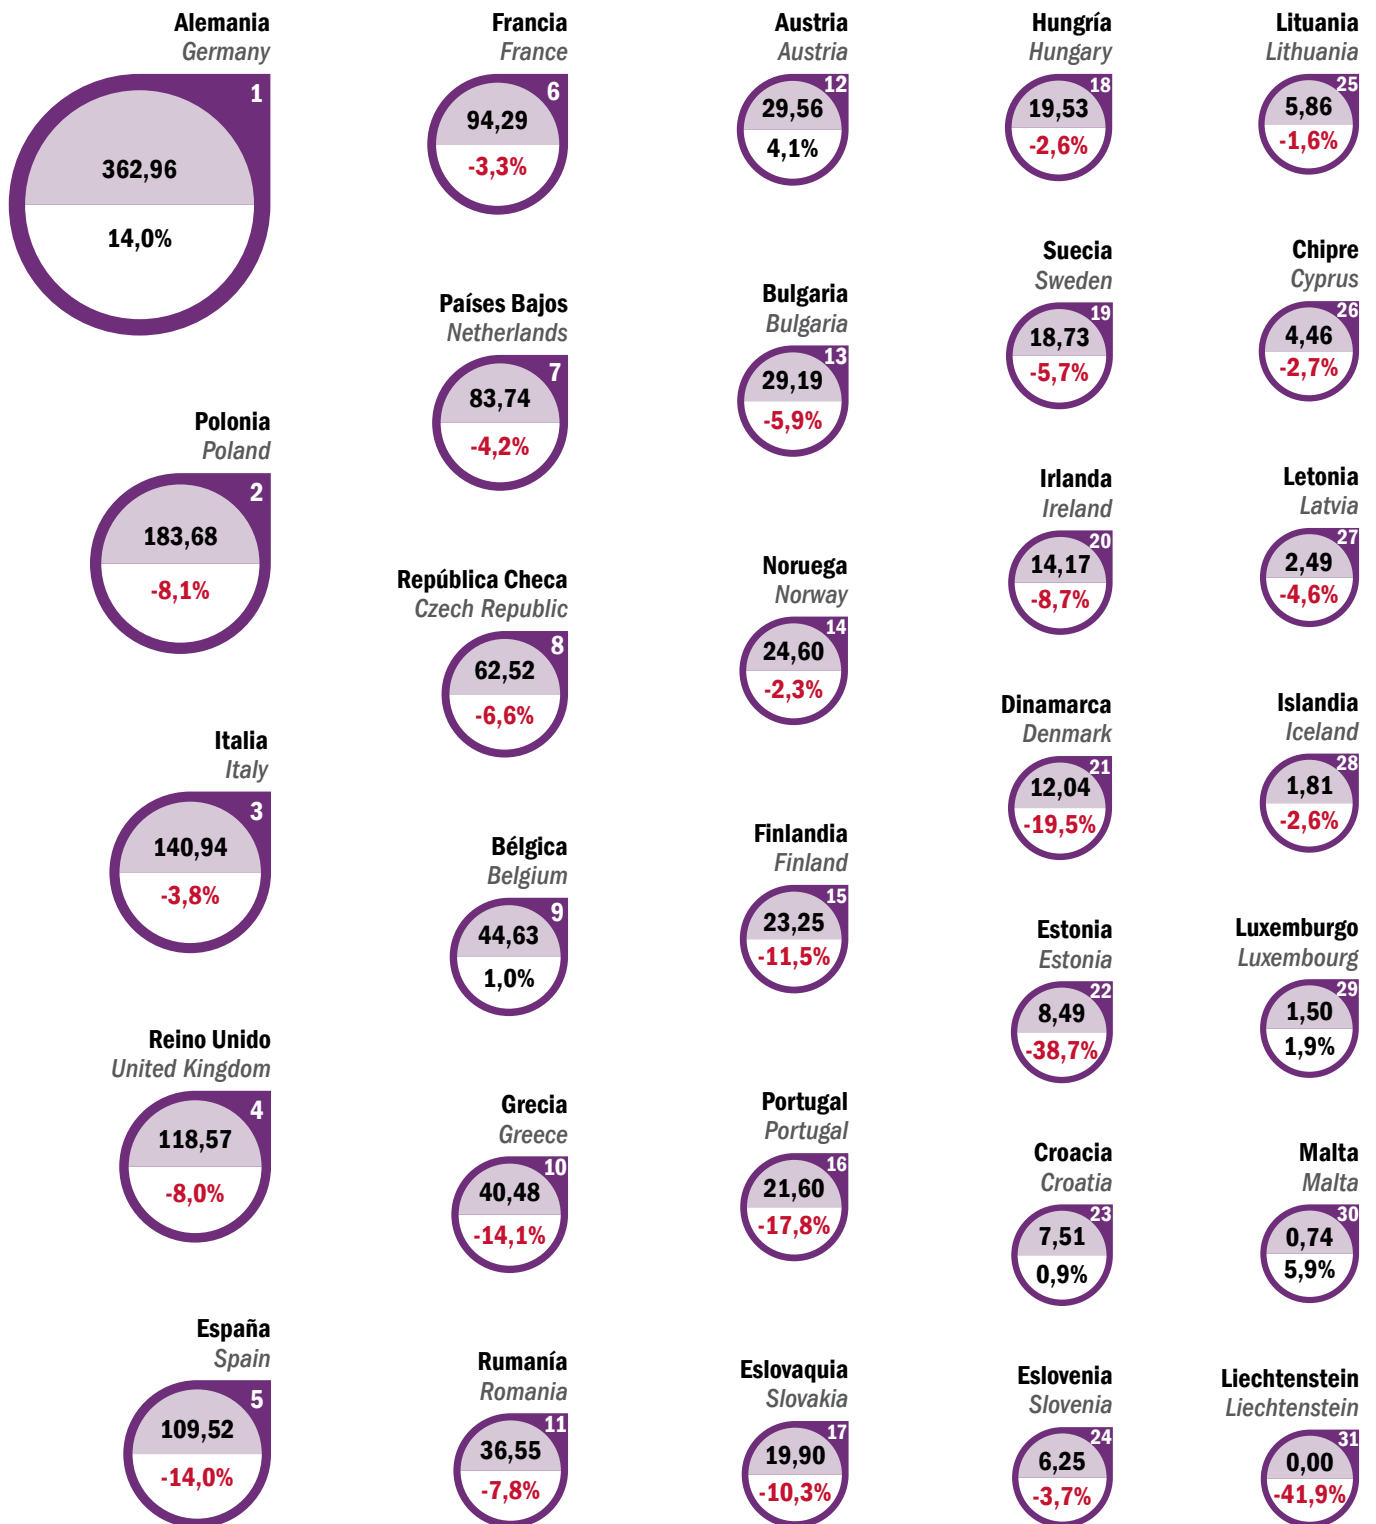 Alemania
Germany
1
362,96
14,0%
Polonia
Poland
2
183,68
-8,1%
Italia
Italy
3
140,94
-3,8%
Reino Unido
United Kingdom
4
118,57
-8,0%
España
Spain
5
109,52
-14,0%
Francia
France
6
94,29
-3,3%
Países Bajos
Netherlands
7
83,74
-4,2%
República Checa
Czech Republic
8
62,52
-6,6%
Bélgica
Belgium
9
44,63
1,0%
Grecia
Greece
10
40,48
-14,1%
Rumanía
Romania
11
36,55
-7,8%
Austria
Austria
12
29,56
4,1%
Bulgaria
Bulgaria
13
29,19
-5,9%
Noruega
Norway
14
24,60
-2,3%
Finlandia
Finland
15
23,25
-11,5%
Portugal
Portugal
16
21,60
-17,8%
Eslovaquia
Slovakia
17
19,90
-10,3%
Hungría
Hungary
18
19,53
-2,6%
Suecia
Sweden
19
18,73
-5,7%
Irlanda
Ireland
20
14,17
-8,7%
Dinamarca
Denmark
21
12,04
-19,5%
Estonia
Estonia
22
8,49
-38,7%
Croacia
Croatia
23
7,51
0,9%
Eslovenia
Slovenia
24
6,25
-3,7%
Lituania
Lithuania
25
5,86
-1,6%
Chipre
Cyprus
26
4,46
-2,7%
Letonia
Latvia
27
2,49
-4,6%
Islandia
Iceland
28
1,81
-2,6%
Luxemburgo
Luxembourg
29
1,50
1,9%
Malta
Malta
30
0,74
5,9%
Liechtenstein
Liechtenstein
31
0,00
-41,9%